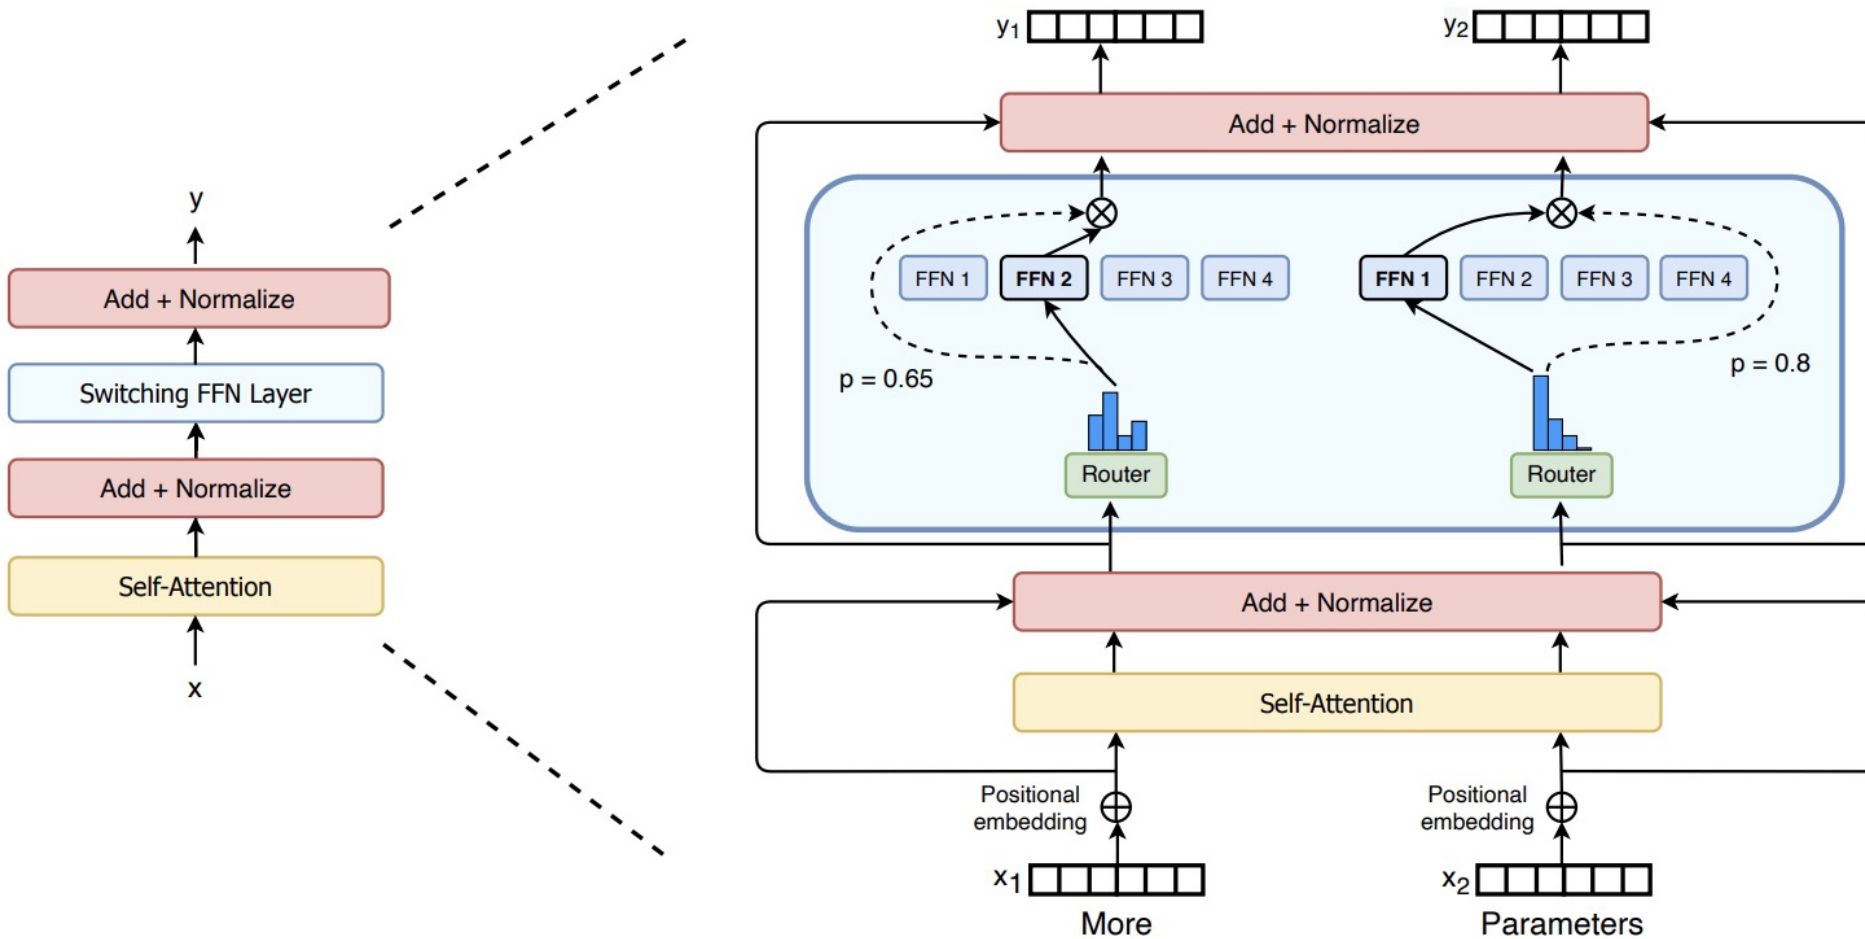 y
Add + Normalize
Switching FFN Layer
Add + Normalize
Self-Attention
x
y1 y2
Add + Normalize
FFN 1 FFN 2 FFN 3 FFN 4 FFN 1 FFN 2 FFN 3 FFN 4
p = 0.65 p = 0.8
Router Router
Add + Normalize
Self-Attention
Positional
embedding
Positional
embedding
x1 x2
More Parameters